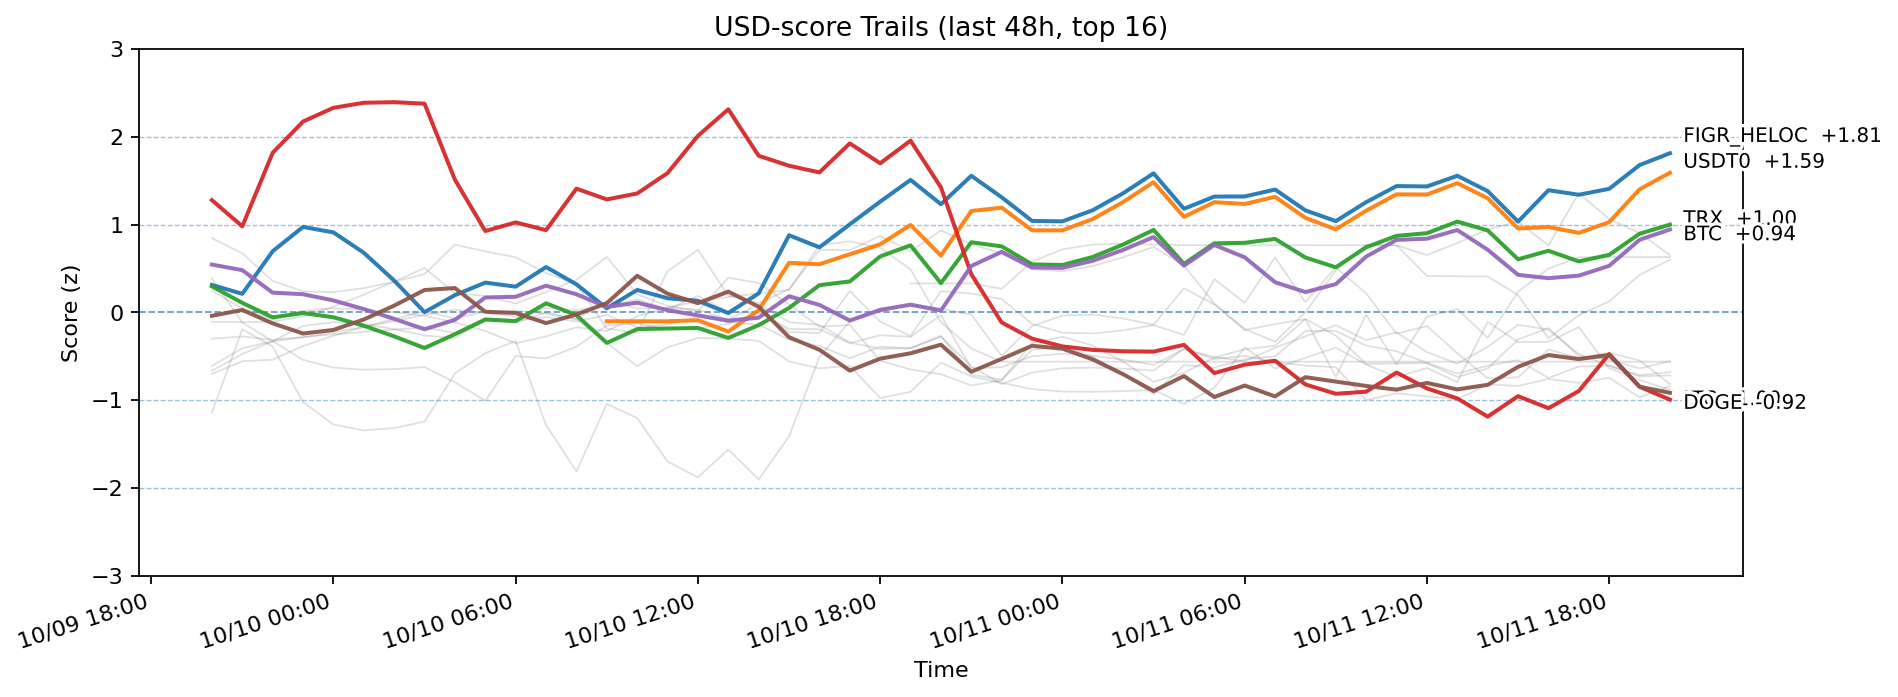 USD-score Trails (last 48h, top 16)
3
2
1
0
−1
−2
−3
Score (z)
FIGR_HELOC +1.81
USDT0 +1.59
TRX +1.00
BTC +0.94
DOGE -0.92
10/09 18:00
10/10 00:00
10/10 06:00
10/10 12:00
10/10 18:00
10/11 00:00
10/11 06:00
10/11 12:00
10/11 18:00
Time